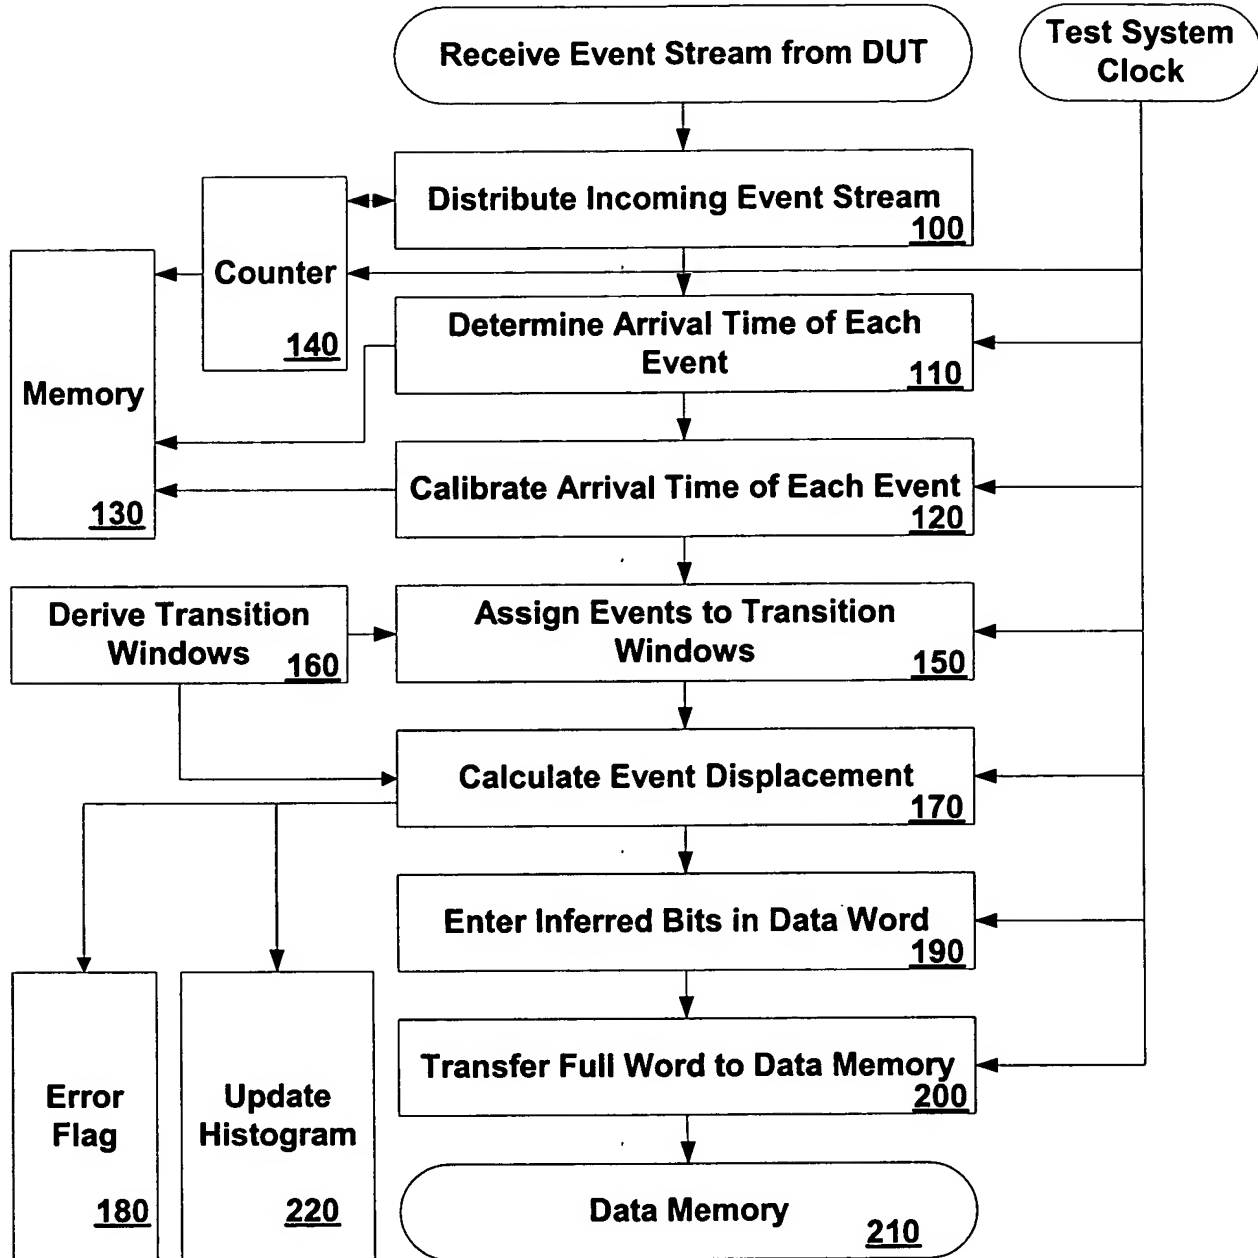 Receive Event Stream from DUT
Test System
Clock
Distribute Incoming Event Stream
100
Counter
140
Determine Arrival Time of Each
Event
110
Memory
130
Calibrate Arrival Time of Each Event
120
Derive Transition
Windows
160
Assign Events to Transition
Windows
150
Calculate Event Displacement
170
Enter Inferred Bits in Data Word
190
Transfer Full Word to Data Memory
200
Error
Flag
180
Update
Histogram
220
Data Memory
210